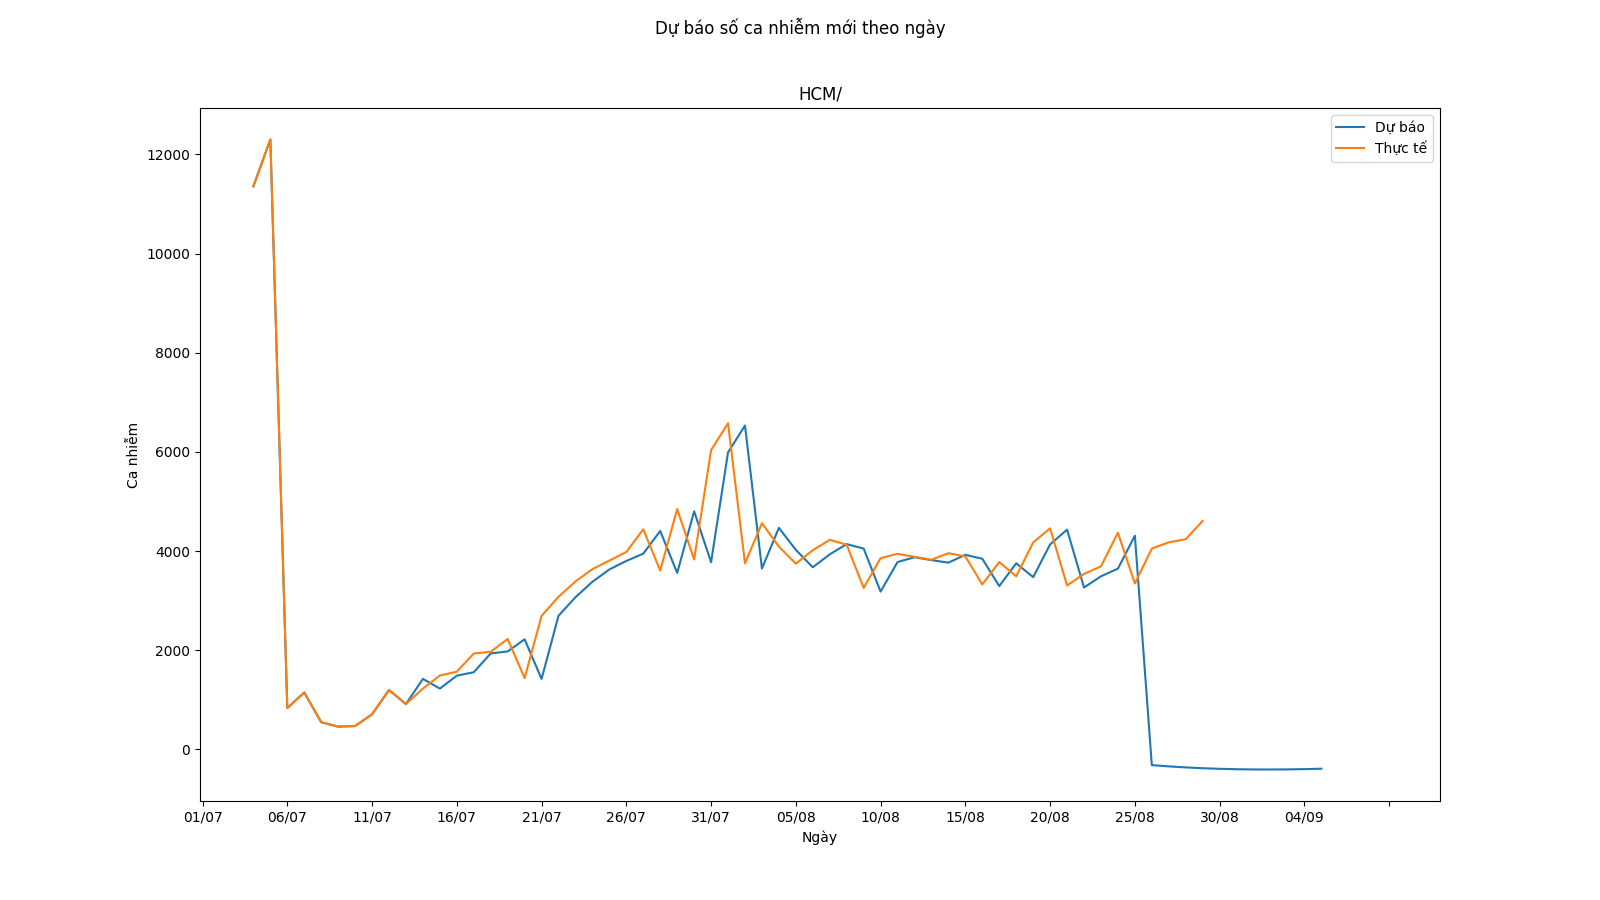 Dự báo số ca nhiễm mới theo ngày
HCM/
Dự báo
Thực tế
12000
10000
8000
6000
4000
2000
0
Ca nhiễm
01/07 06/07 11/07 16/07 21/07 26/07 31/07 05/08 10/08 15/08 20/08 25/08 30/08 04/09
Ngày